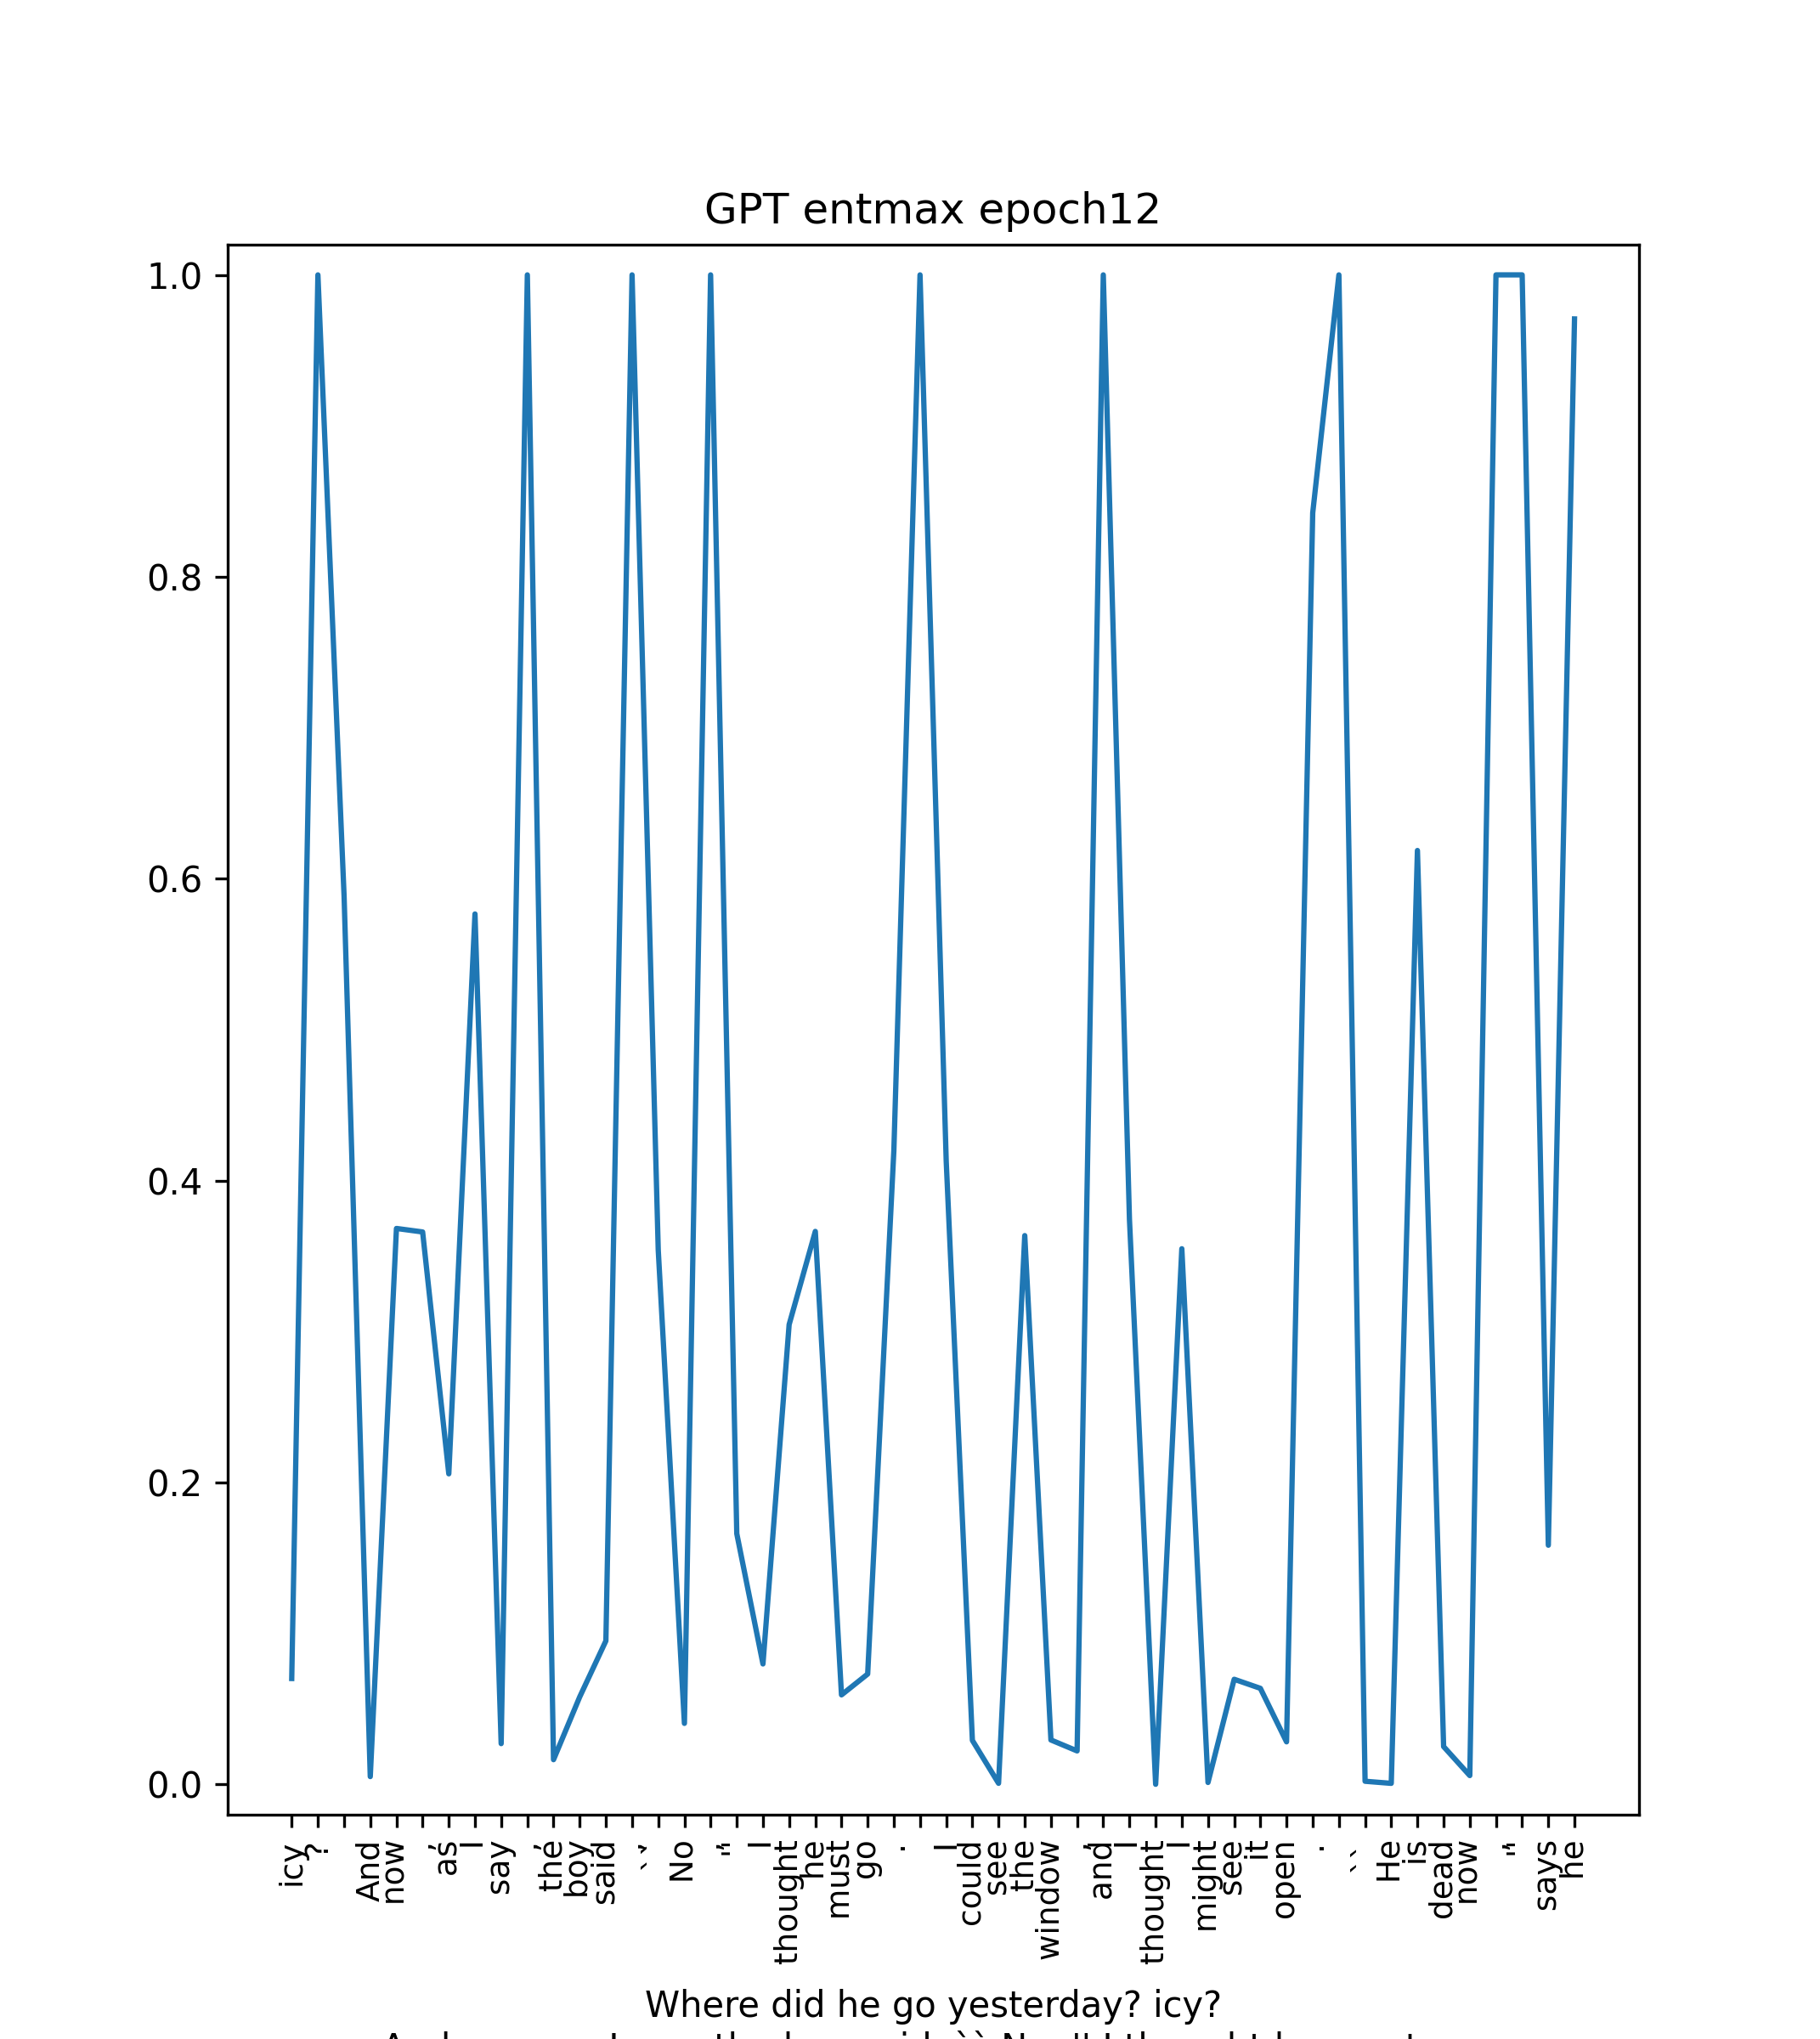 GPT entmax epoch12
1.0
0.8
0.6
0.4
0.2
0.0
icy
?
And
now
,
as
I
say
,
the
boy
said
,
``
No
,
"
I
thought
he
must
go
.
I
could
see
the
window
,
and
I
thought
I
might
see
it
open
.
``
He
is
dead
now
,
"
says
he
Where did he go yesterday? icy?